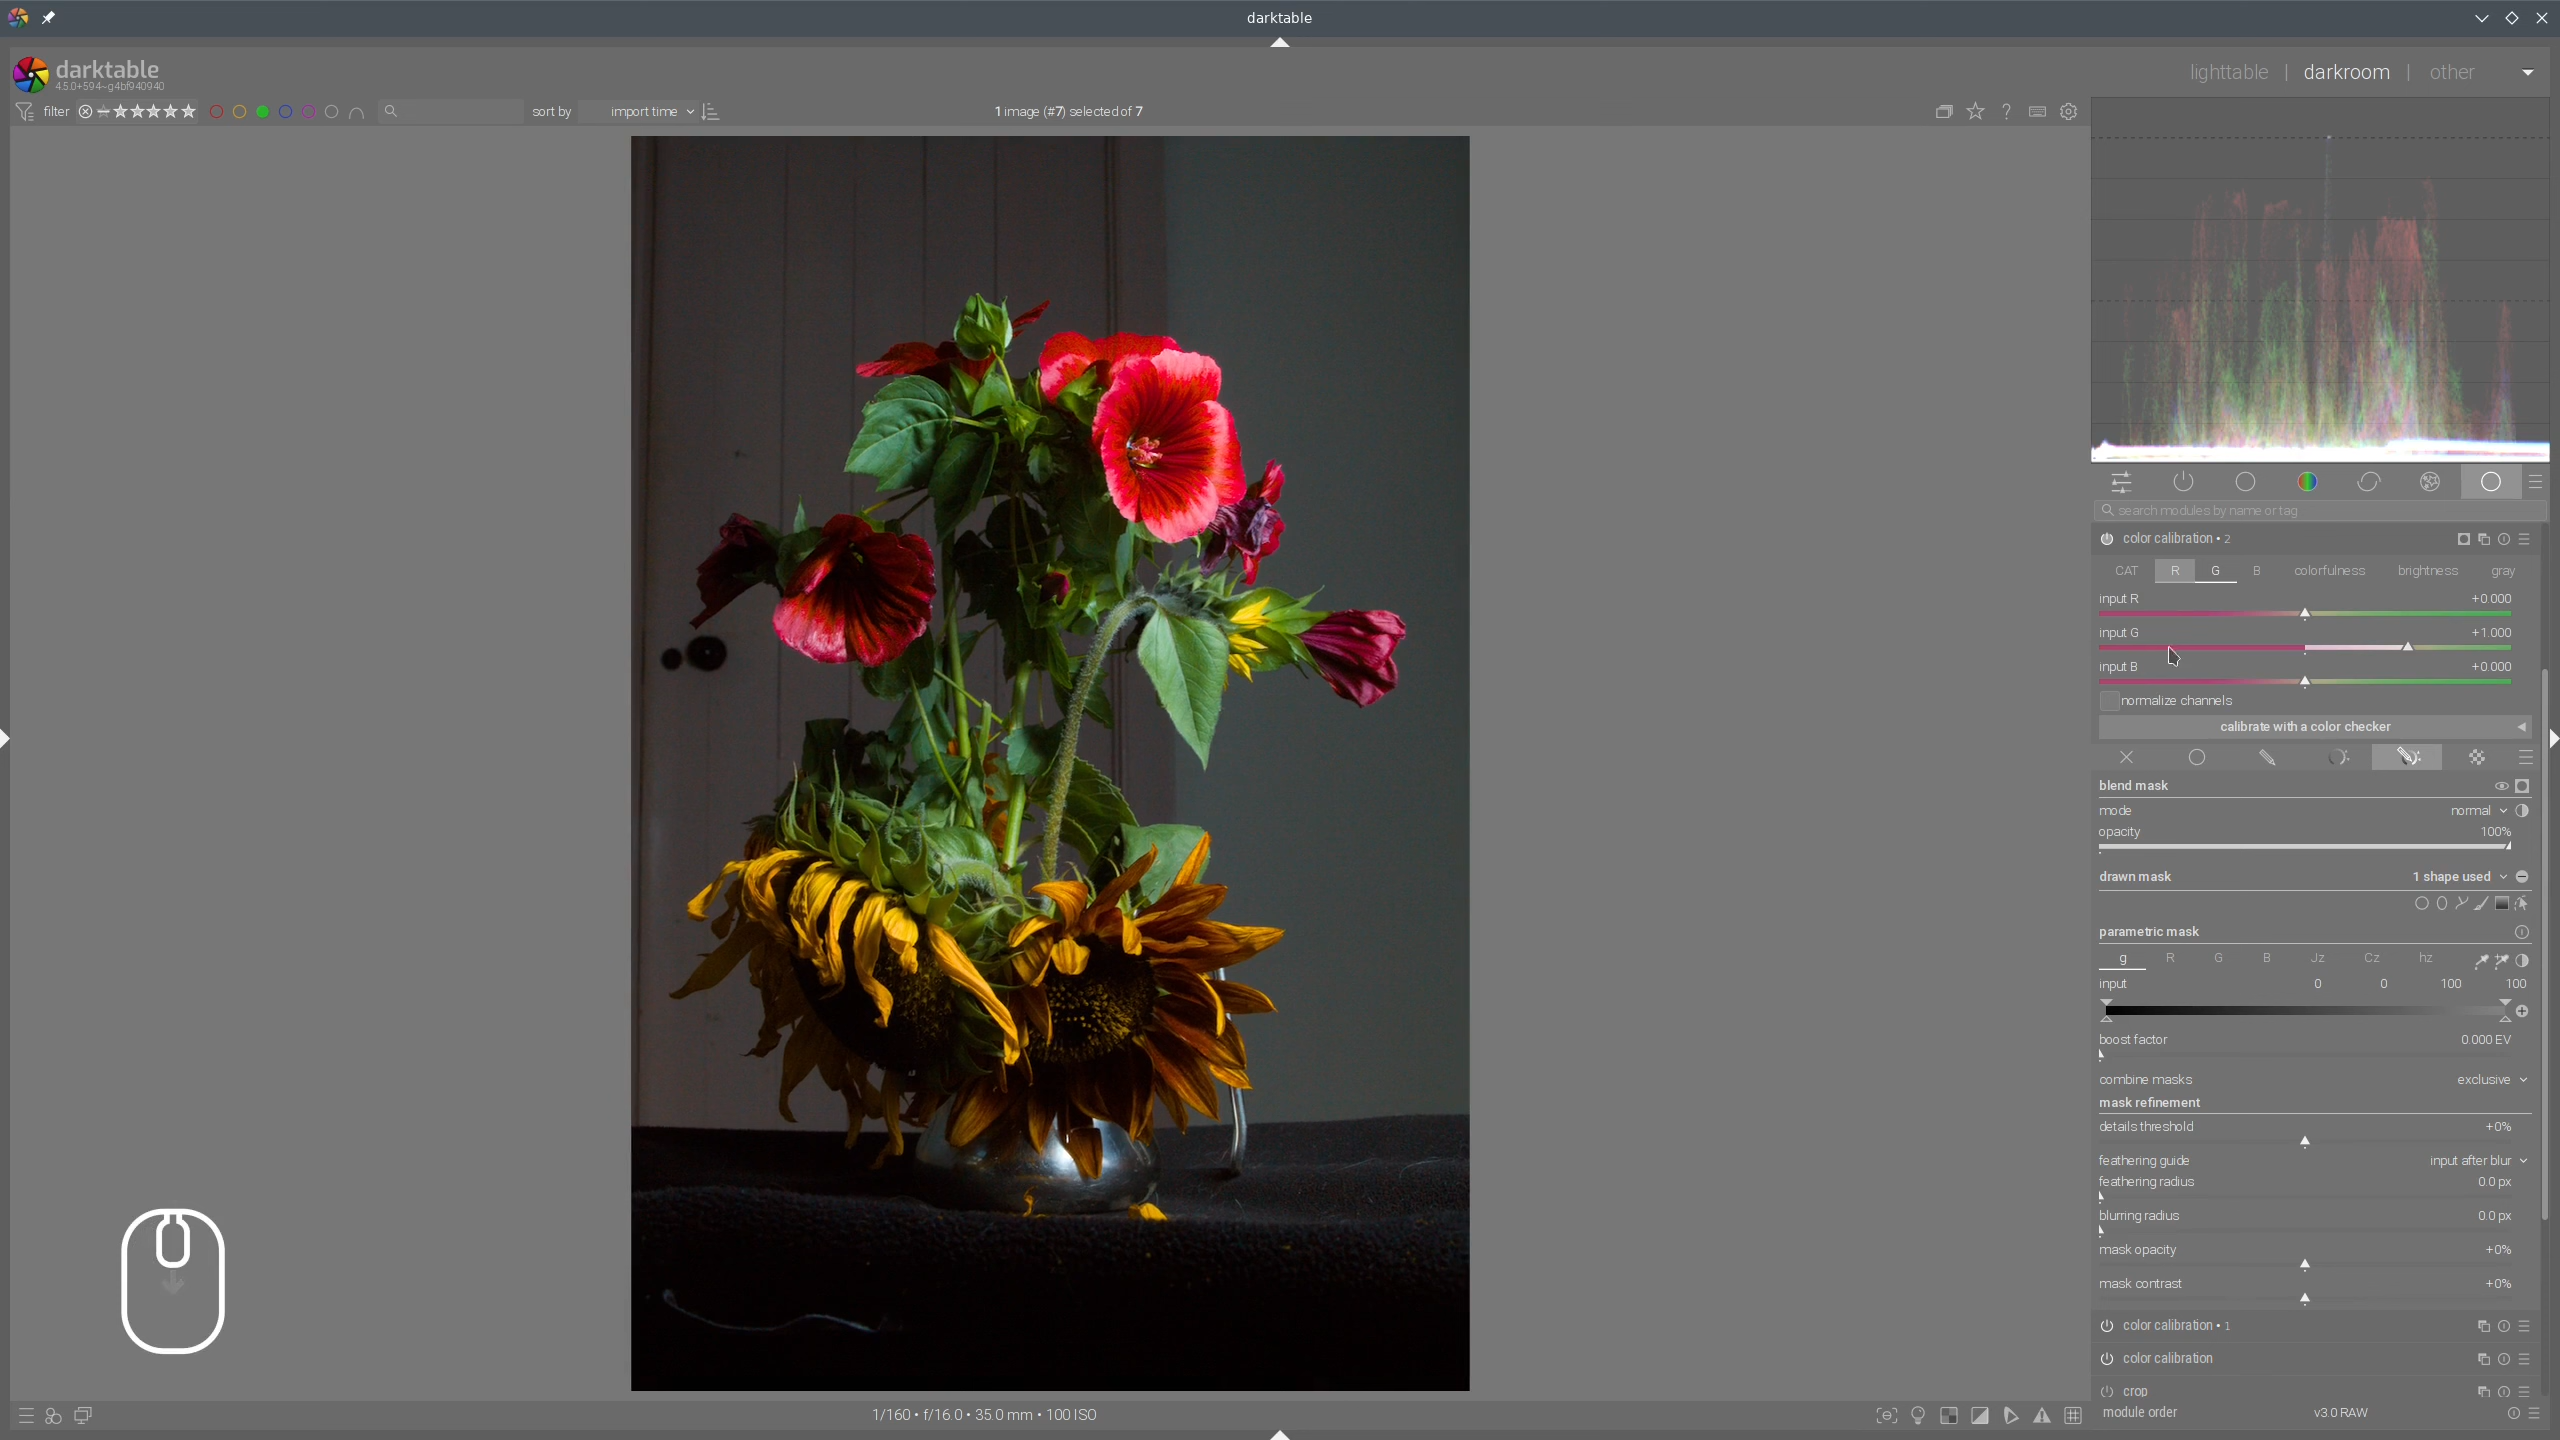 darktable
darktable
4.5.0+594~g4bf940940
lighttable | darkroom | other
filter
sort by import time
1 image (#7) selected of 7
?
search modules by name or tag
color calibration • 2
CAT R G B colorfulness brightness gray
input R +0.000
input G +1.000
input B +0.000
normalize channels
calibrate with a color checker
blend mask
mode normal
opacity 100%
drawn mask 1 shape used
parametric mask
g R G B Jz Cz hz
input 0 0 100 100
boost factor 0.000 EV
combine masks exclusive
mask refinement
details threshold +0%
feathering guide input after blur
feathering radius 0.0 px
blurring radius 0.0 px
mask opacity +0%
mask contrast +0%
color calibration • 1
color calibration
crop
1/160 • f/16.0 • 35.0 mm • 100 ISO
module order v3.0 RAW